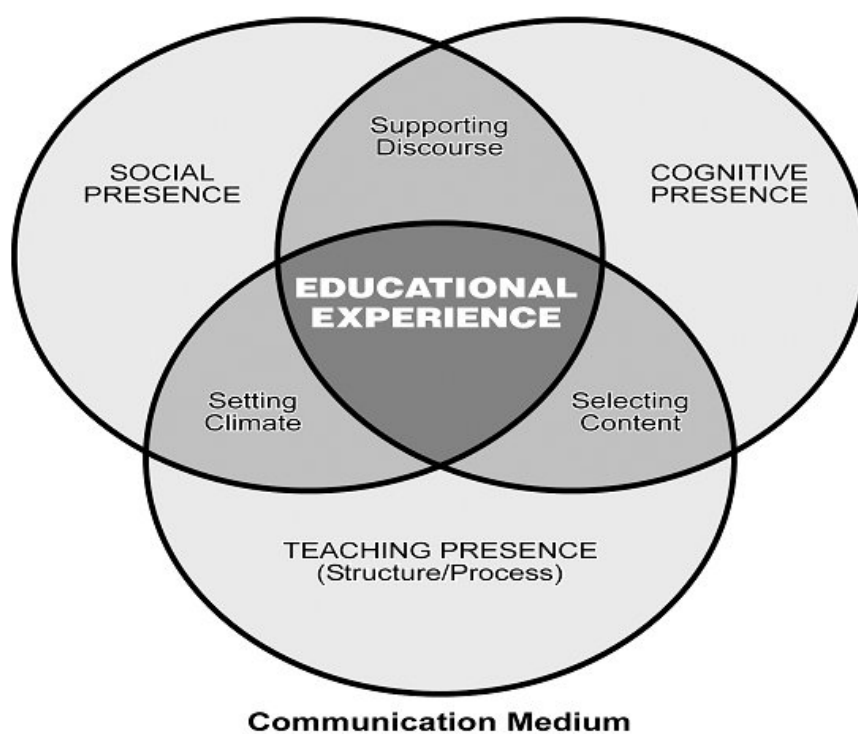 Supporting
Discourse
SOCIAL
PRESENCE
COGNITIVE
PRESENCE
EDUCATIONAL
EXPERIENCE
Setting
Climate
Selecting
Content
TEACHING PRESENCE
(Structure/Process)
Communication Medium